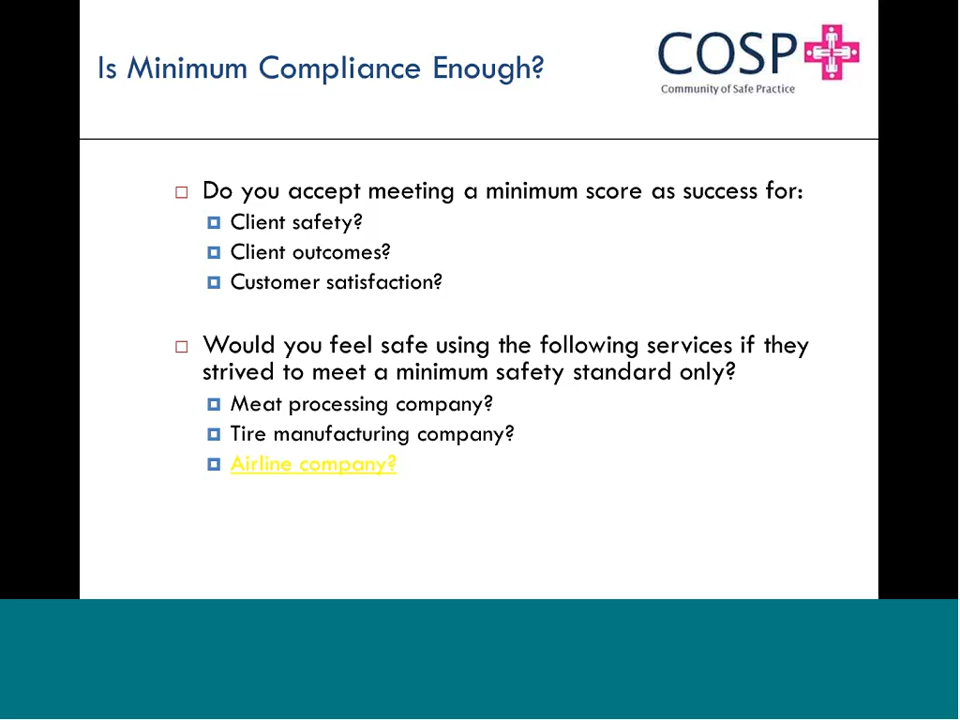 Is Minimum Compliance Enough?
COSP
Community of Safe Practice
Do you accept meeting a minimum score as success for:
Client safety?
Client outcomes?
Customer satisfaction?
Would you feel safe using the following services if they
strived to meet a minimum safety standard only?
Meat processing company?
Tire manufacturing company?
Airline company?